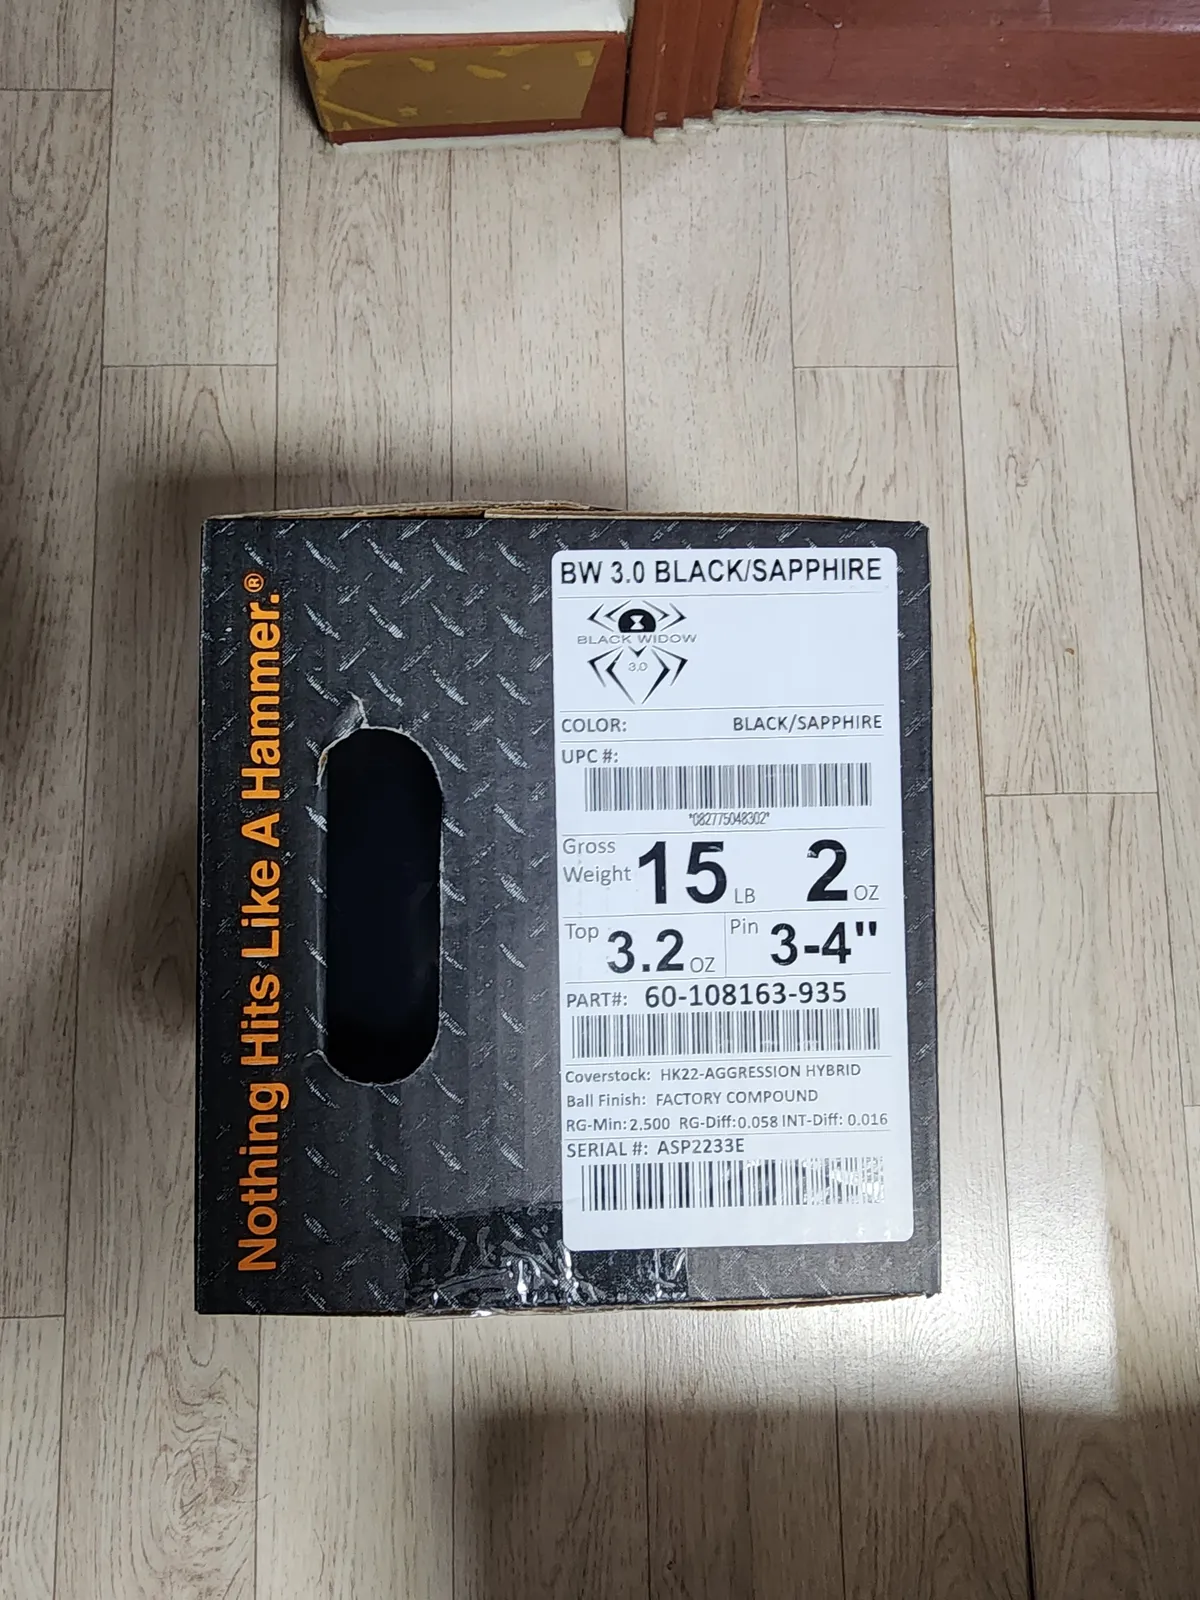 Nothing Hits Like A Hammer.®
BW 3.0 BLACK/SAPPHIRE
BLACK WIDOW
3.0
COLOR: BLACK/SAPPHIRE
UPC #:
*082775048302*
Gross Weight 15 LB 2 OZ
Top 3.2 OZ Pin 3-4"
PART#: 60-108163-935
Coverstock: HK22-AGGRESSION HYBRID
Ball Finish: FACTORY COMPOUND
RG-Min: 2.500 RG-Diff: 0.058 INT-Diff: 0.016
SERIAL #: ASP2233E